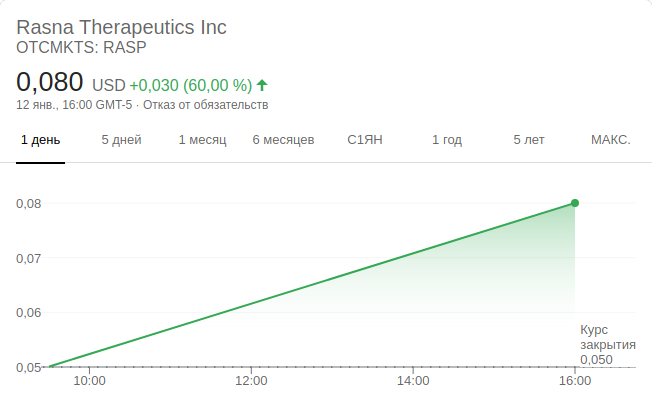 Rasna Therapeutics Inc
OTCMKTS: RASP
0,080 USD +0,030 (60,00 %)
12 янв., 16:00 GMT-5 · Отказ от обязательств
1 день 5 дней 1 месяц 6 месяцев С1ЯН 1 год 5 лет МАКС.
0,08
0,07
0,06
0,05
Курс
закрытия
0,050
10:00 12:00 14:00 16:00